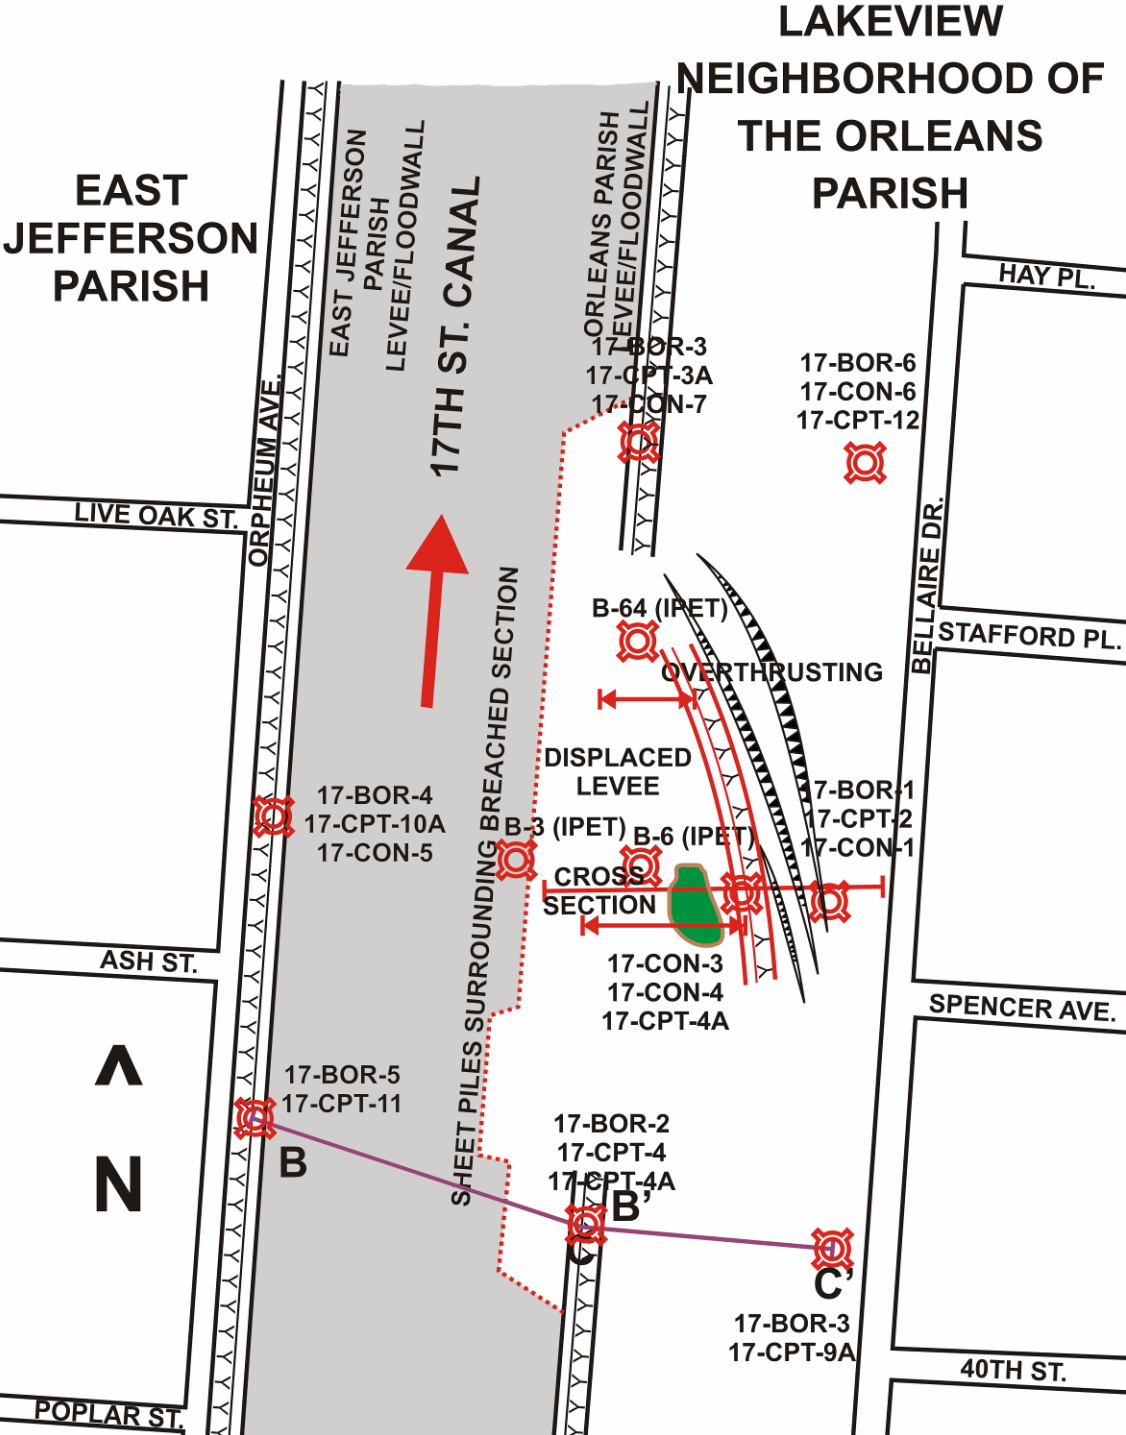 LAKEVIEW
NEIGHBORHOOD OF
THE ORLEANS
PARISH
EAST
JEFFERSON
PARISH
EAST JEFFERSON
PARISH
LEVEE/FLOODWALL
17TH ST. CANAL
ORLEANS PARISH
LEVEE/FLOODWALL
HAY PL.
17-BOR-3
17-CPT-3A
17-CON-7
17-BOR-6
17-CON-6
17-CPT-12
ORPHEUM AVE.
LIVE OAK ST.
BELLAIRE DR.
STAFFORD PL.
B-64 (IPET)
OVERTHRUSTING
SHEET PILES SURROUNDING BREACHED SECTION
DISPLACED
LEVEE
17-BOR-4
17-CPT-10A
17-CON-5
7-BOR-1
17-CPT-2
17-CON-1
B-3 (IPET)
B-6 (IPET)
CROSS
SECTION
ASH ST.
17-CON-3
17-CON-4
17-CPT-4A
SPENCER AVE.
N
17-BOR-5
17-CPT-11
B
17-BOR-2
17-CPT-4
17-CPT-4A
B'
C
C'
17-BOR-3
17-CPT-9A
40TH ST.
POPLAR ST.